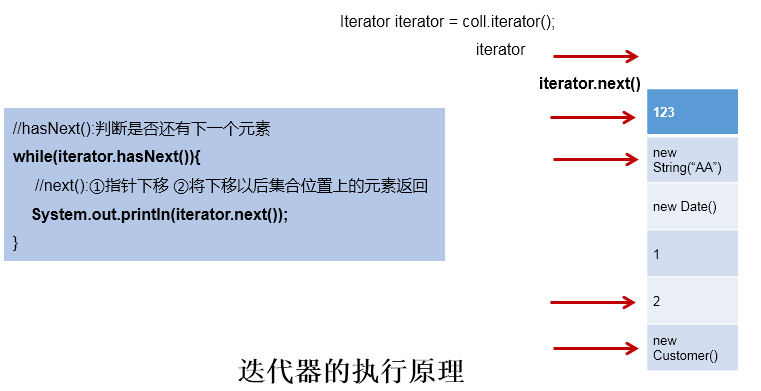 Iterator iterator = coll.iterator();
iterator
iterator.next()
//hasNext():判断是否还有下一个元素
while(iterator.hasNext()){
//next():①指针下移 ②将下移以后集合位置上的元素返回
System.out.println(iterator.next());
}
123
new
String(“AA”)
new Date()
1
2
new
Customer()
迭代器的执行原理